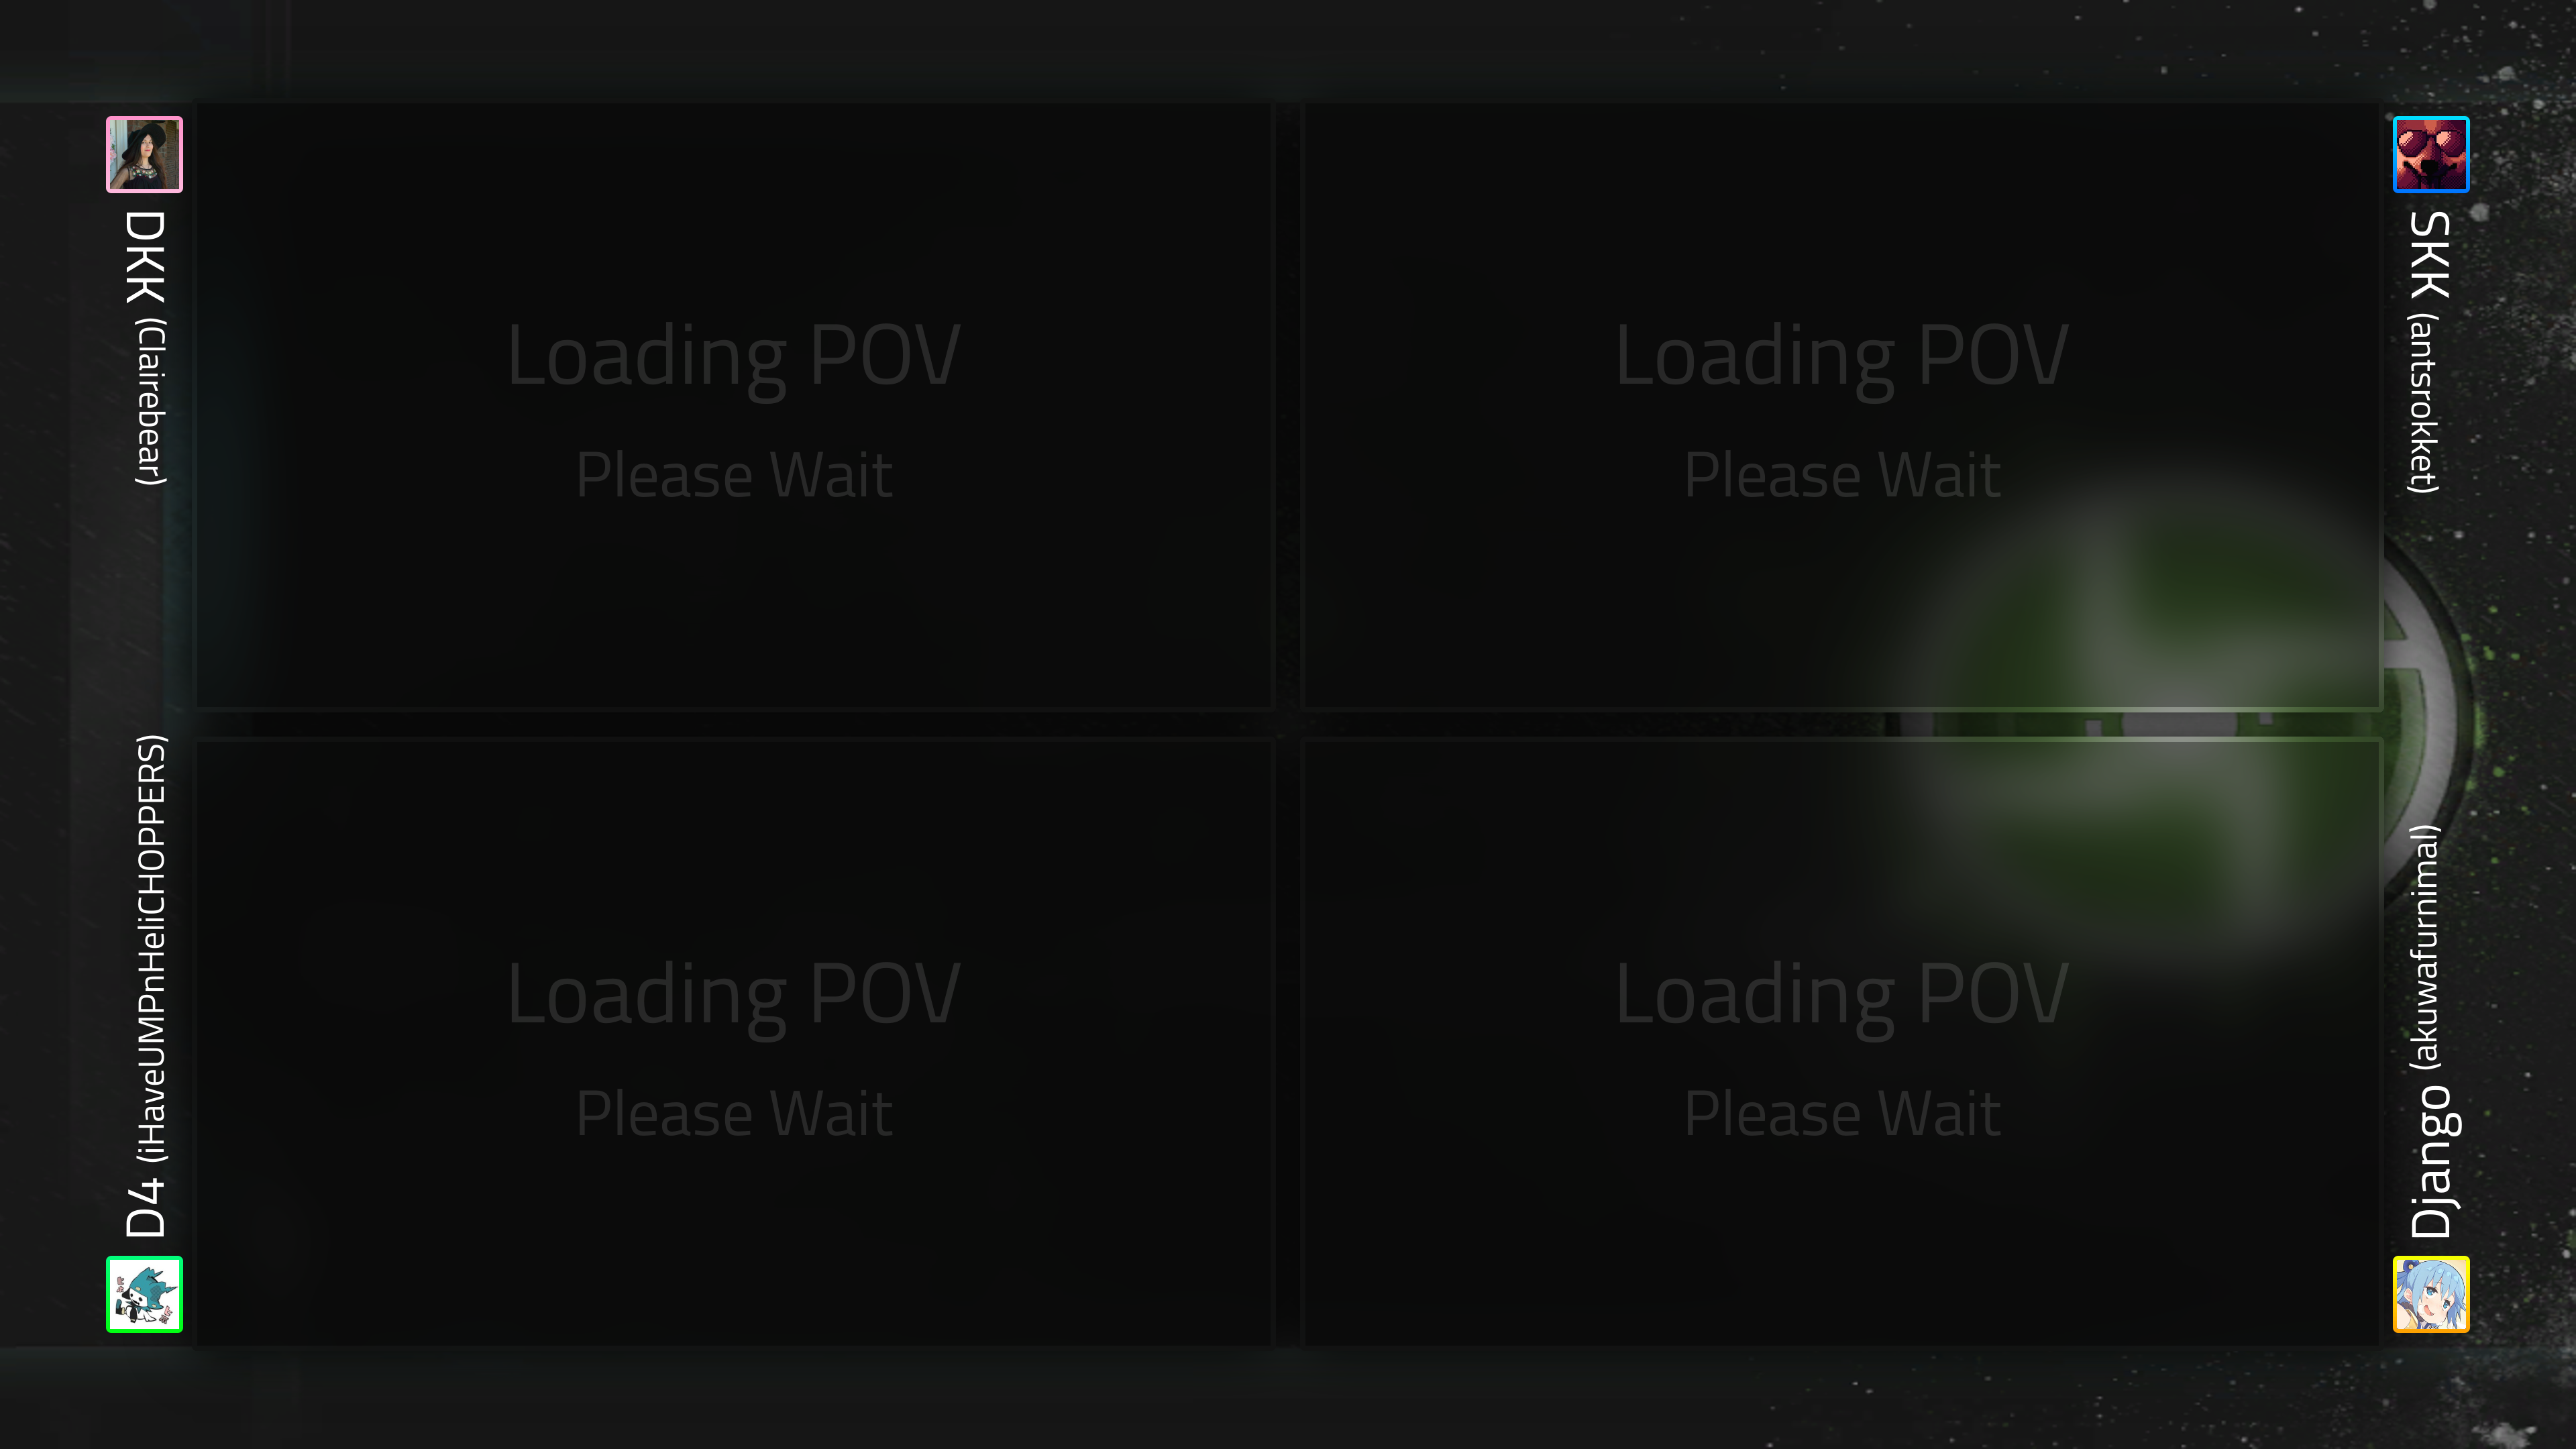 DKK (Clairebear)
Loading POV
Please Wait
Loading POV
Please Wait
SKK (antsrokket)
D4 (iHaveUMPnHeliCHOPPERS)
Loading POV
Please Wait
Loading POV
Please Wait
Django (akuwafurnimal)